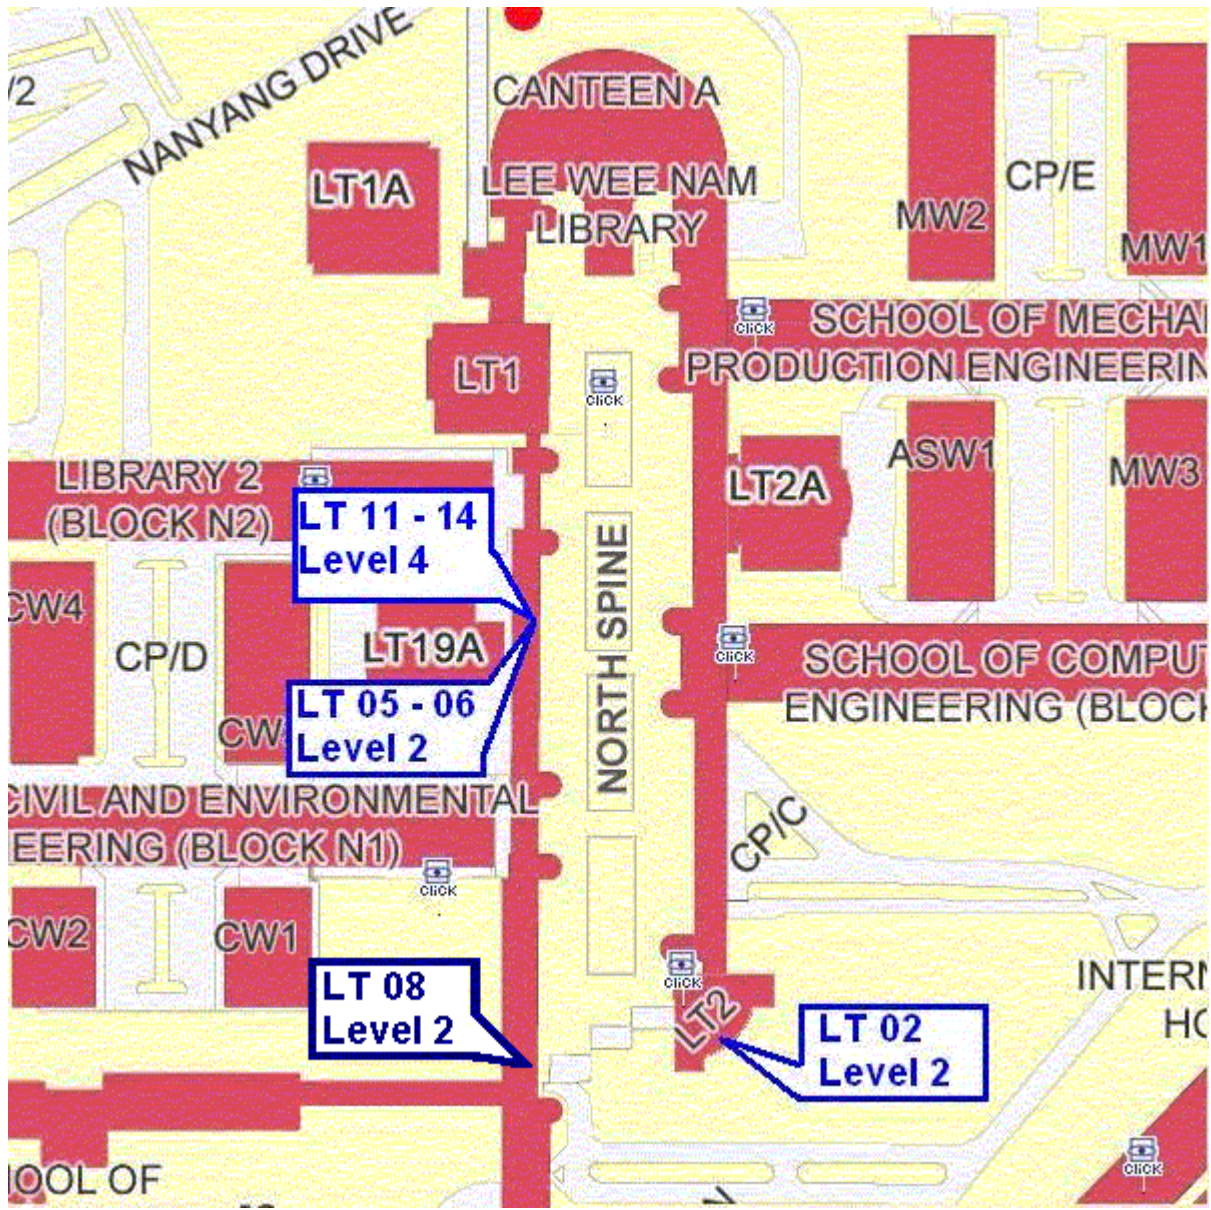 /2
NANYANG DRIVE
CANTEEN A
LT1A
LEE WEE NAM
LIBRARY
CP/E
MW2
MW1
CLiCK
SCHOOL OF MECHA
PRODUCTION ENGINEERIN
LT1
CLiCK
LIBRARY 2
(BLOCK N2)
LT2A
ASW1
MW3
LT 11 - 14
Level 4
NORTH SPINE
CW4
CP/D
LT19A
CLiCK
SCHOOL OF COMPUT
ENGINEERING (BLOCK
LT 05 - 06
Level 2
CW
CIVIL AND ENVIRONMENTAL
EERING (BLOCK N1)
CP/C
CLiCK
CW2
CW1
LT 08
Level 2
CLiCK
LT2
LT 02
Level 2
INTERN
HO
CLiCK
OOL OF